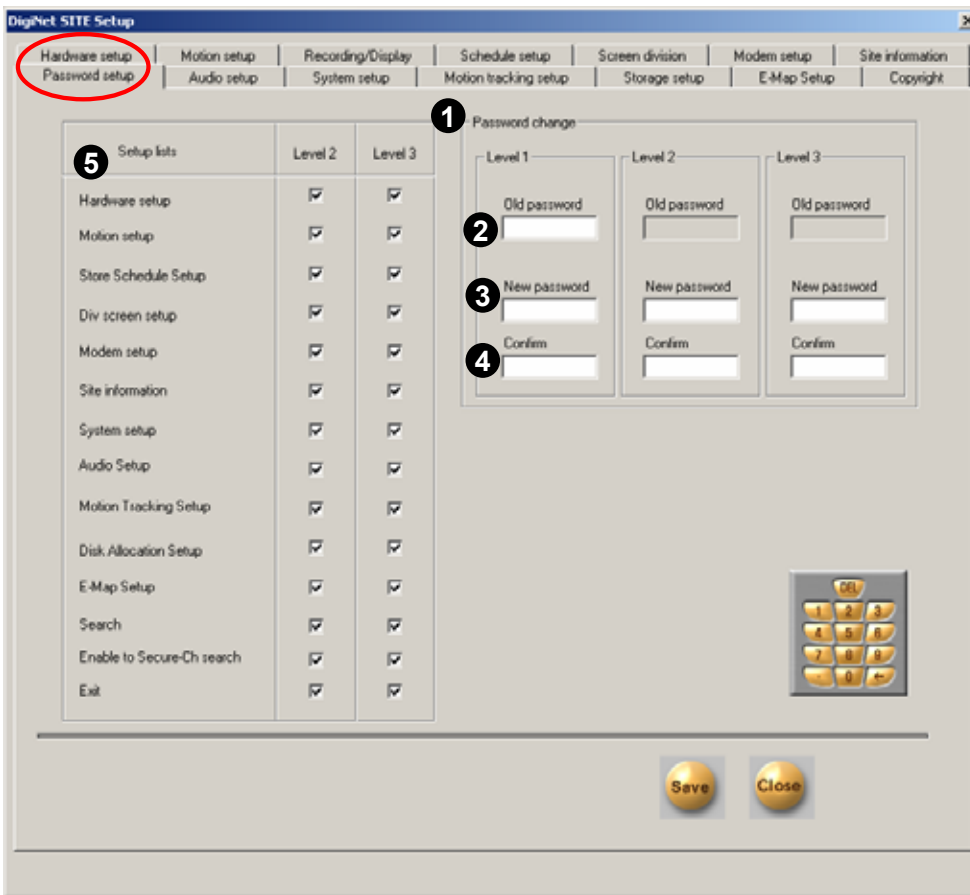 DigiNet SITE Setup
Hardware setup Motion setup Recording/Display Schedule setup Screen division Modem setup Site information
Password setup Audio setup System setup Motion tracking setup Storage setup E-Map Setup Copyright
5 Setup lists Level 2 Level 3
Hardware setup
Motion setup
Store Schedule Setup
Div screen setup
Modem setup
Site information
System setup
Audio Setup
Motion Tracking Setup
Disk Allocation Setup
E-Map Setup
Search
Enable to Secure-Ch search
Exit
1 Password change
Level 1 Level 2 Level 3
Old password Old password Old password
2
3 New password New password New password
Confirm Confirm Confirm
4
DEL
1 2 3
4 5 6
7 8 9
. 0 ←
Save Close